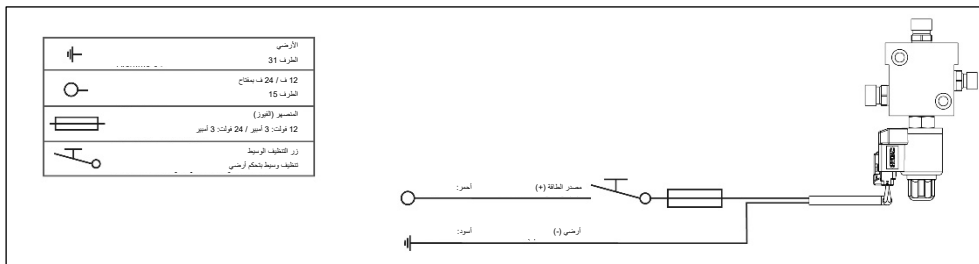 الأرضي
الطرف 31
12 ف / 24 ف بمفتاح
الطرف 15
المنصهر (الفيوز)
12 فولت: 3 أمبير / 24 فولت: 3 أمبير
زر التنظيف الوسيط
تنظيف وسيط بتحكم أرضي
أحمر: مصدر الطاقة (+)
أسود: أرضي (-)